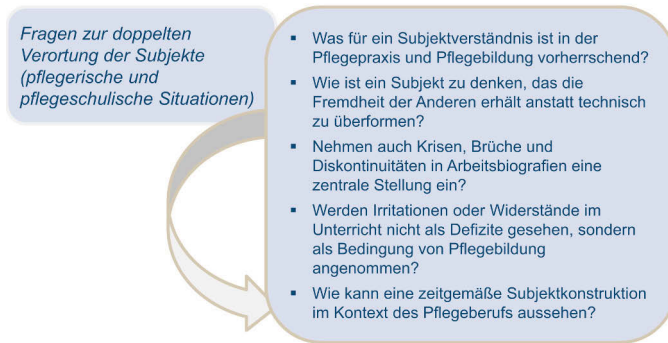 Fragen zur doppelten
Verortung der Subjekte
(pflegerische und
pflegeschulische Situationen)
▪ Was für ein Subjektverständnis ist in der
Pflegepraxis und Pflegebildung vorherrschend?
▪ Wie ist ein Subjekt zu denken, das die
Fremdheit der Anderen erhält anstatt technisch
zu überformen?
▪ Nehmen auch Krisen, Brüche und
Diskontinuitäten in Arbeitsbiografien eine
zentrale Stellung ein?
▪ Werden Irritationen oder Widerstände im
Unterricht nicht als Defizite gesehen, sondern
als Bedingung von Pflegebildung
angenommen?
▪ Wie kann eine zeitgemäße Subjektkonstruktion
im Kontext des Pflegeberufs aussehen?